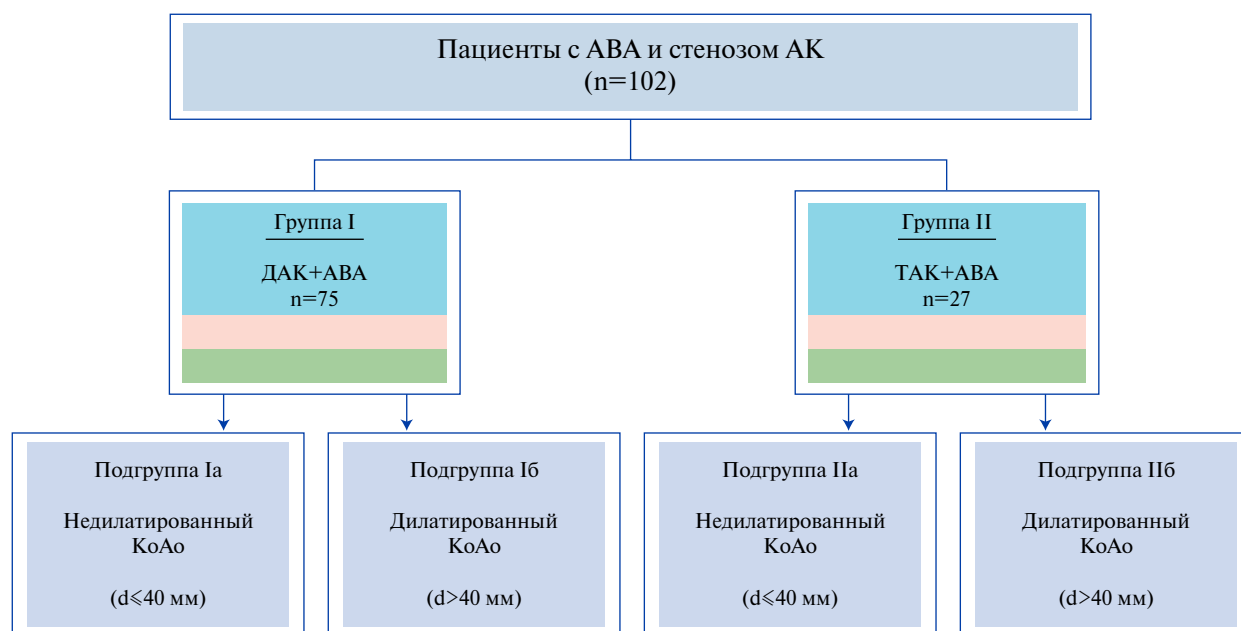 Пациенты с АВА и стенозом АК
(n=102)
Группа I
ДАК+АВА
n=75
Группа II
ТАК+АВА
n=27
Подгруппа Iа
Недилатированный
КоАо
(d⩽40 мм)
Подгруппа Iб
Дилатированный
КоАо
(d>40 мм)
Подгруппа IIа
Недилатированный
КоАо
(d⩽40 мм)
Подгруппа IIб
Дилатированный
КоАо
(d>40 мм)